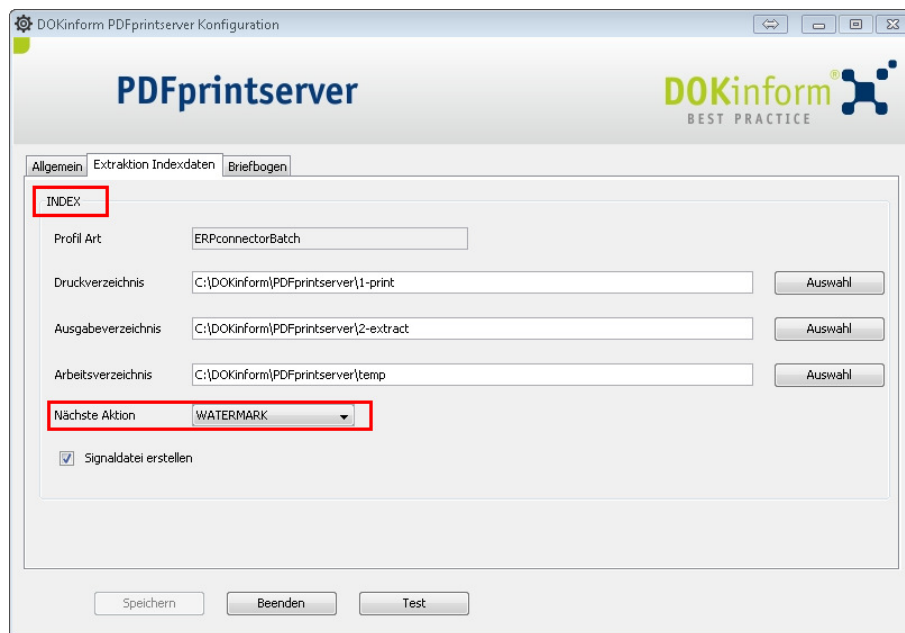 DOKinform PDFprintserver Konfiguration
PDFprintserver
DOKinform®
BEST PRACTICE
Allgemein Extraktion Indexdaten Briefbogen
INDEX
Profil Art ERPconnectorBatch
Druckverzeichnis C:\DOKinform\PDFprintserver\1-print Auswahl
Ausgabeverzeichnis C:\DOKinform\PDFprintserver\2-extract Auswahl
Arbeitsverzeichnis C:\DOKinform\PDFprintserver\temp Auswahl
Nächste Aktion WATERMARK
Signaldatei erstellen
Speichern Beenden Test